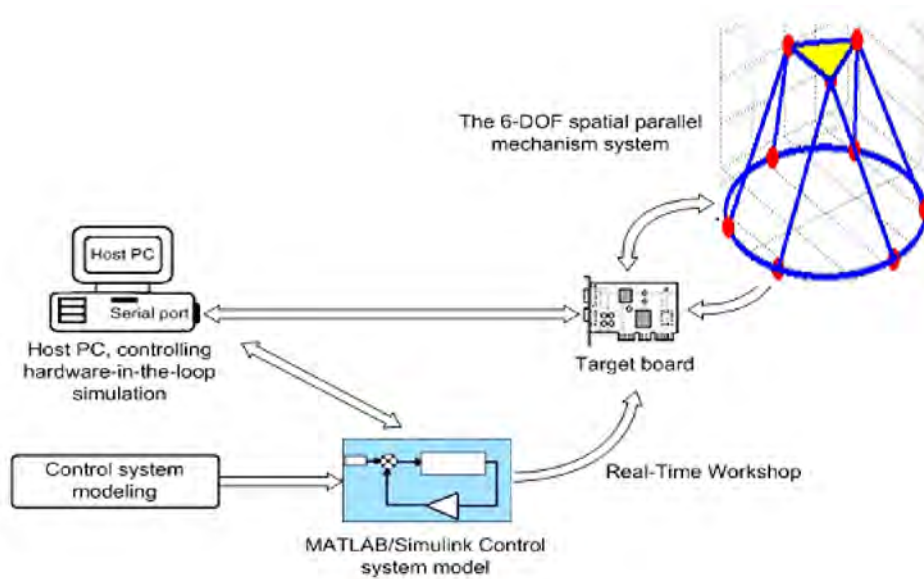 The 6-DOF spatial parallel
mechanism system
Host PC
Serial port
Host PC, controlling
hardware-in-the-loop
simulation
Target board
Control system
modeling
Real-Time Workshop
MATLAB/Simulink Control
system model